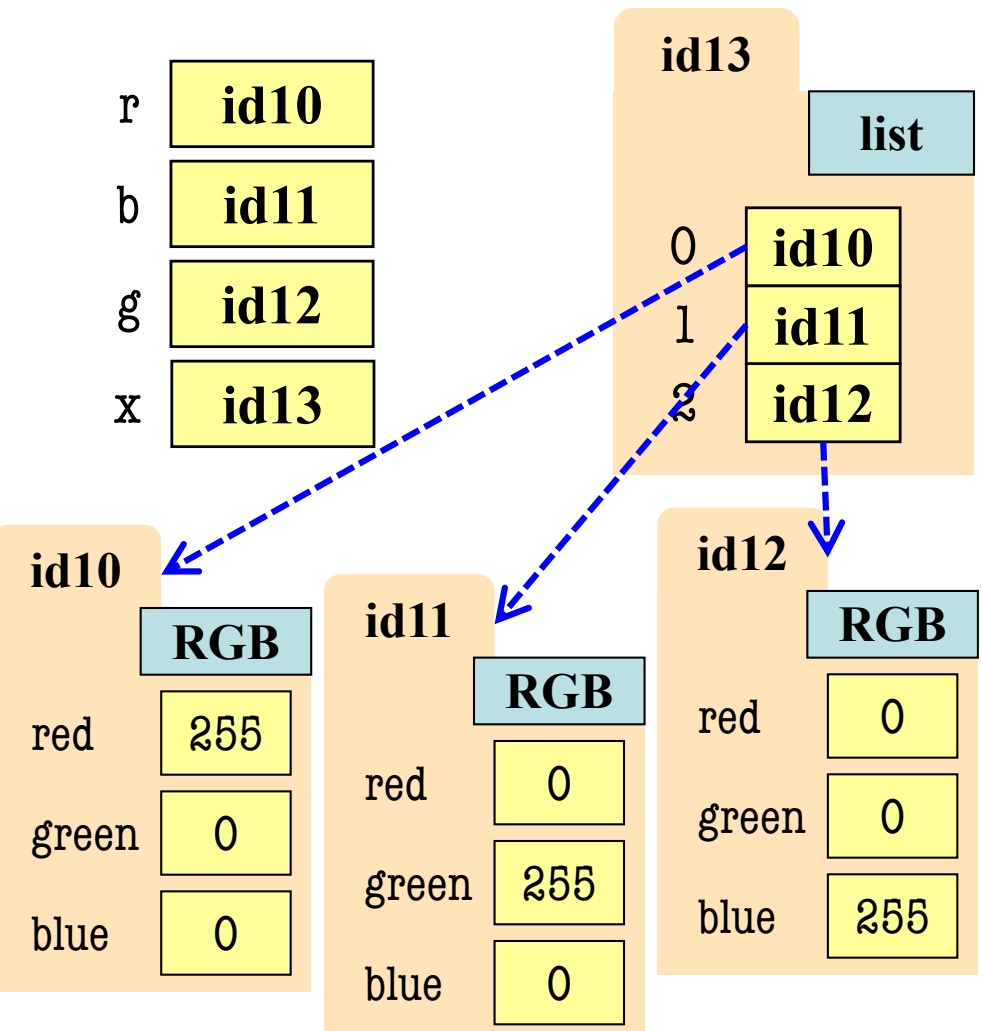 r id10
b id11
g id12
x id13
id13
list
0 id10
1 id11
2 id12
id10
RGB
red 255
green 0
blue 0
id11
RGB
red 0
green 255
blue 0
id12
RGB
red 0
green 0
blue 255